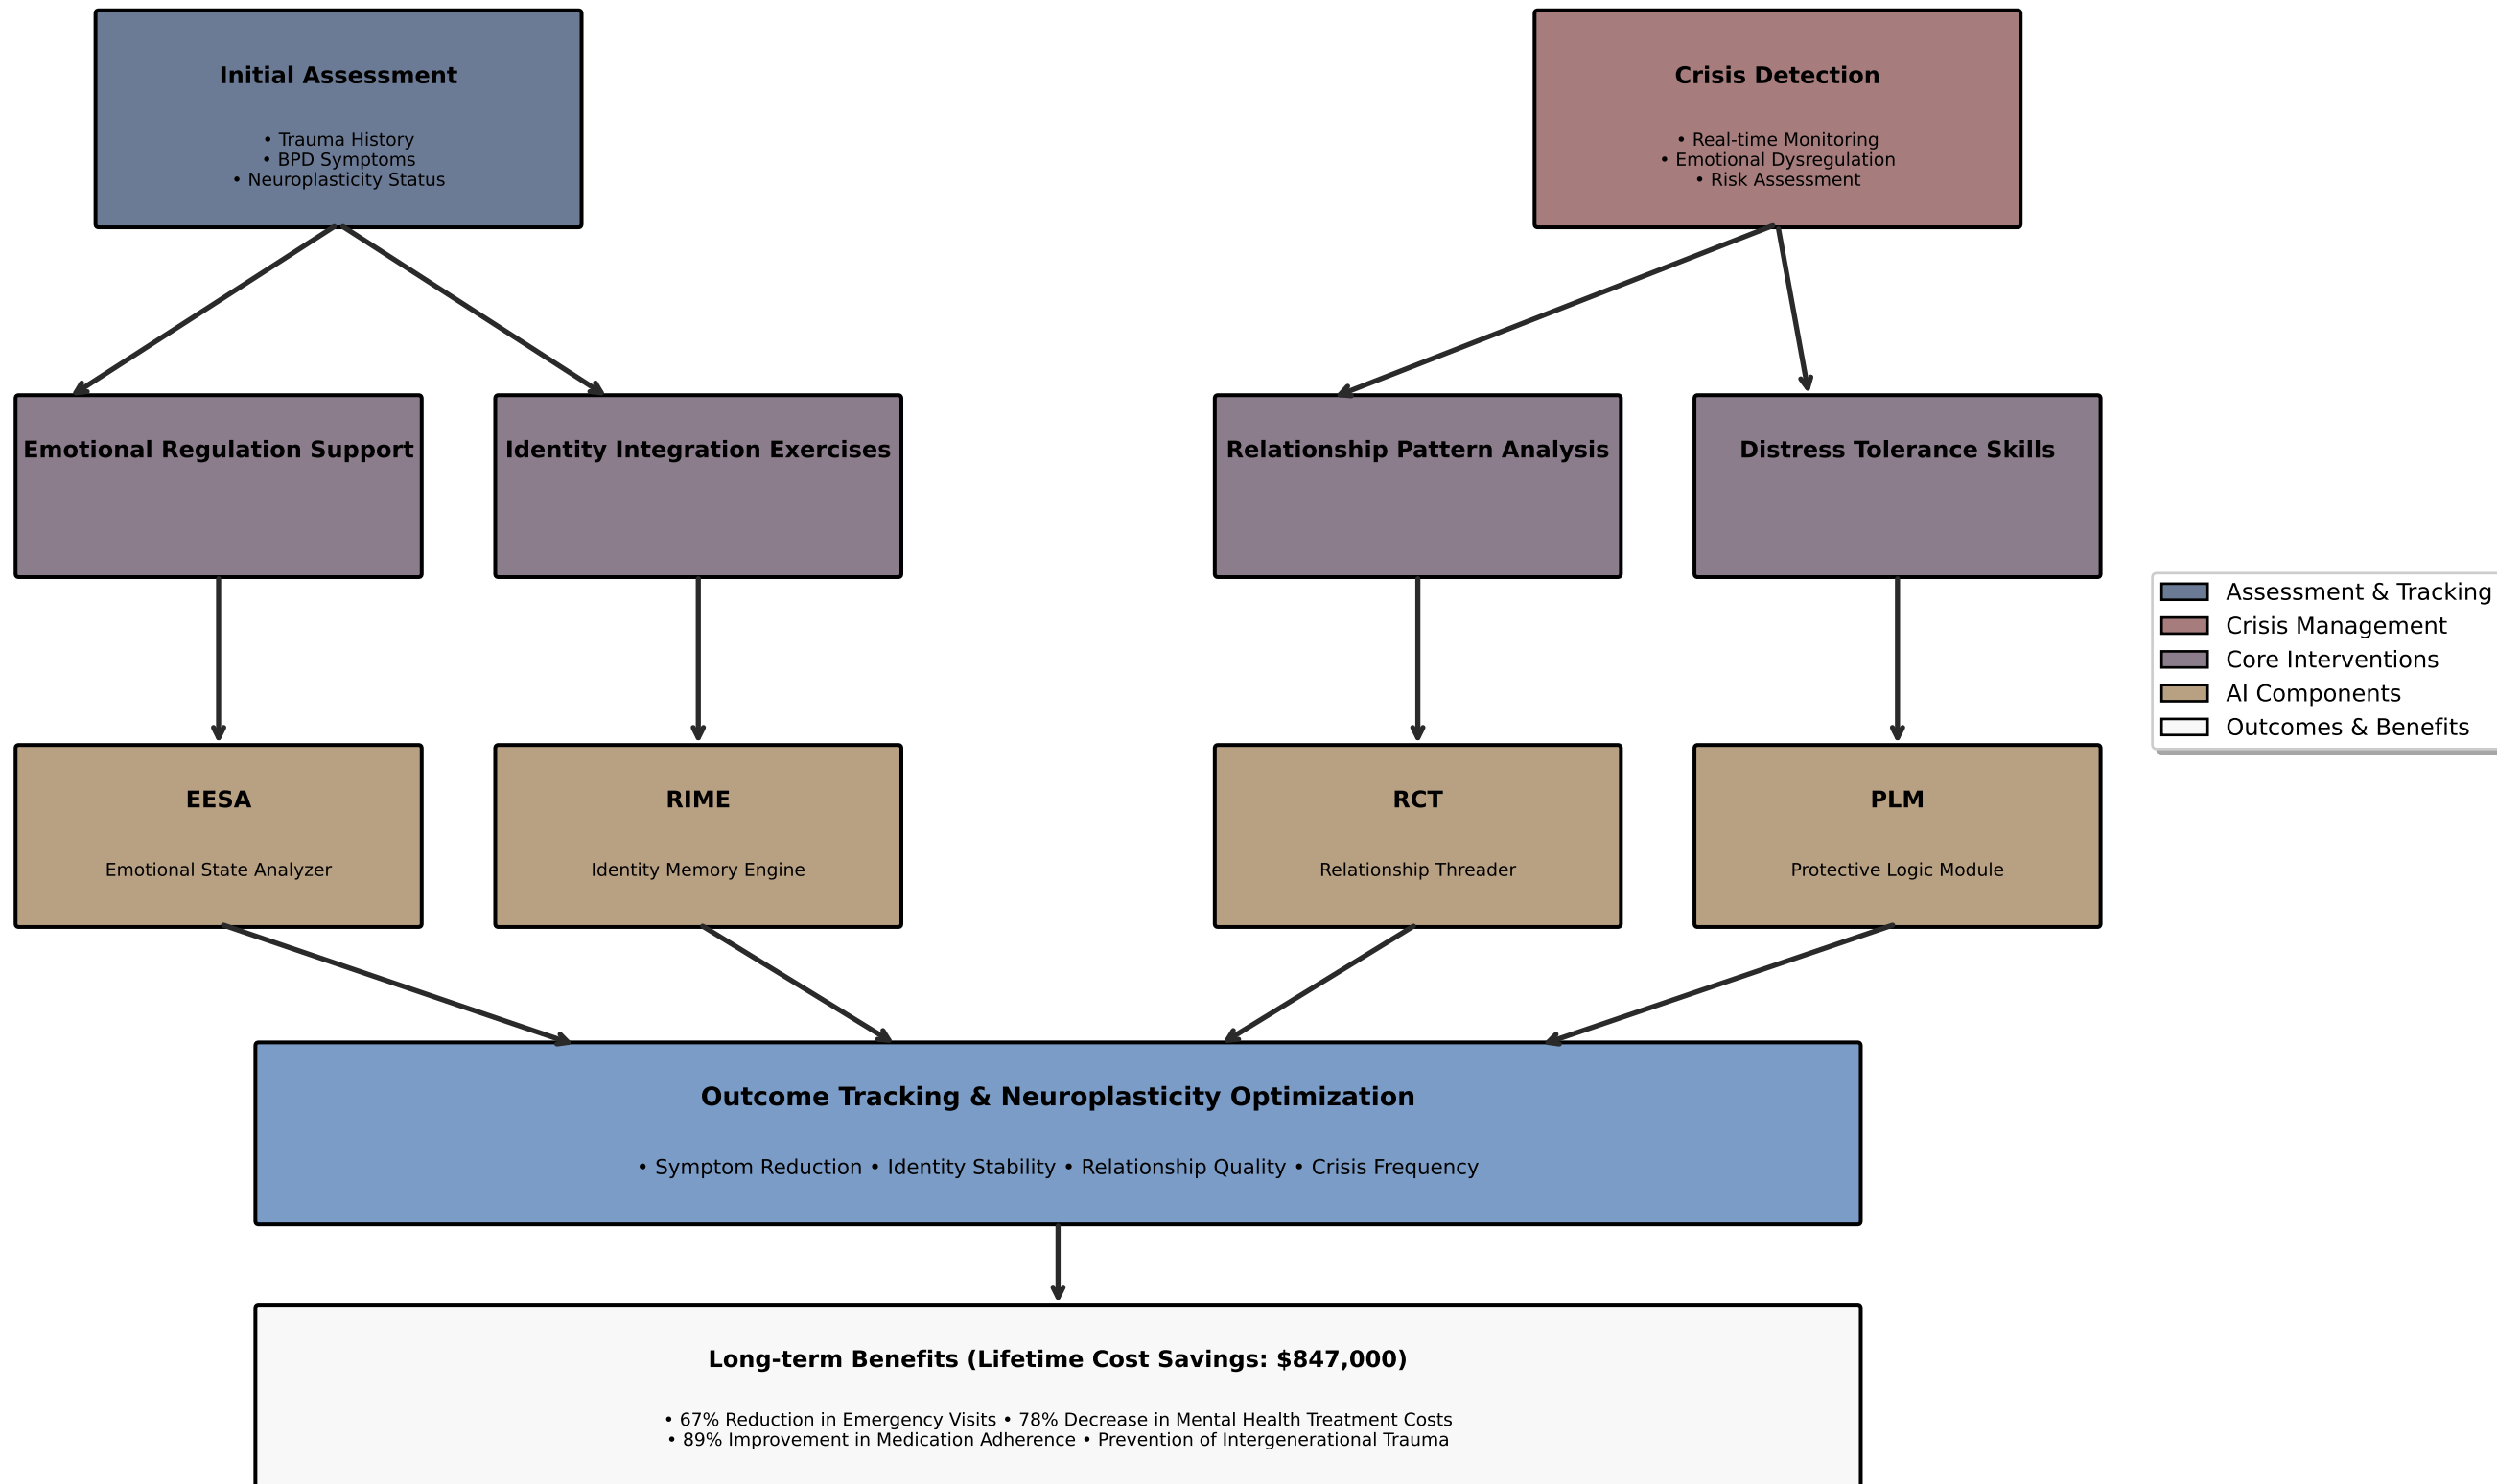 Initial Assessment
• Trauma History
• BPD Symptoms
• Neuroplasticity Status
Crisis Detection
• Real-time Monitoring
• Emotional Dysregulation
• Risk Assessment
Emotional Regulation Support
Identity Integration Exercises
Relationship Pattern Analysis
Distress Tolerance Skills
Assessment & Tracking
Crisis Management
Core Interventions
AI Components
Outcomes & Benefits
EESA
Emotional State Analyzer
RIME
Identity Memory Engine
RCT
Relationship Threader
PLM
Protective Logic Module
Outcome Tracking & Neuroplasticity Optimization
• Symptom Reduction • Identity Stability • Relationship Quality • Crisis Frequency
Long-term Benefits (Lifetime Cost Savings: $847,000)
• 67% Reduction in Emergency Visits • 78% Decrease in Mental Health Treatment Costs
• 89% Improvement in Medication Adherence • Prevention of Intergenerational Trauma